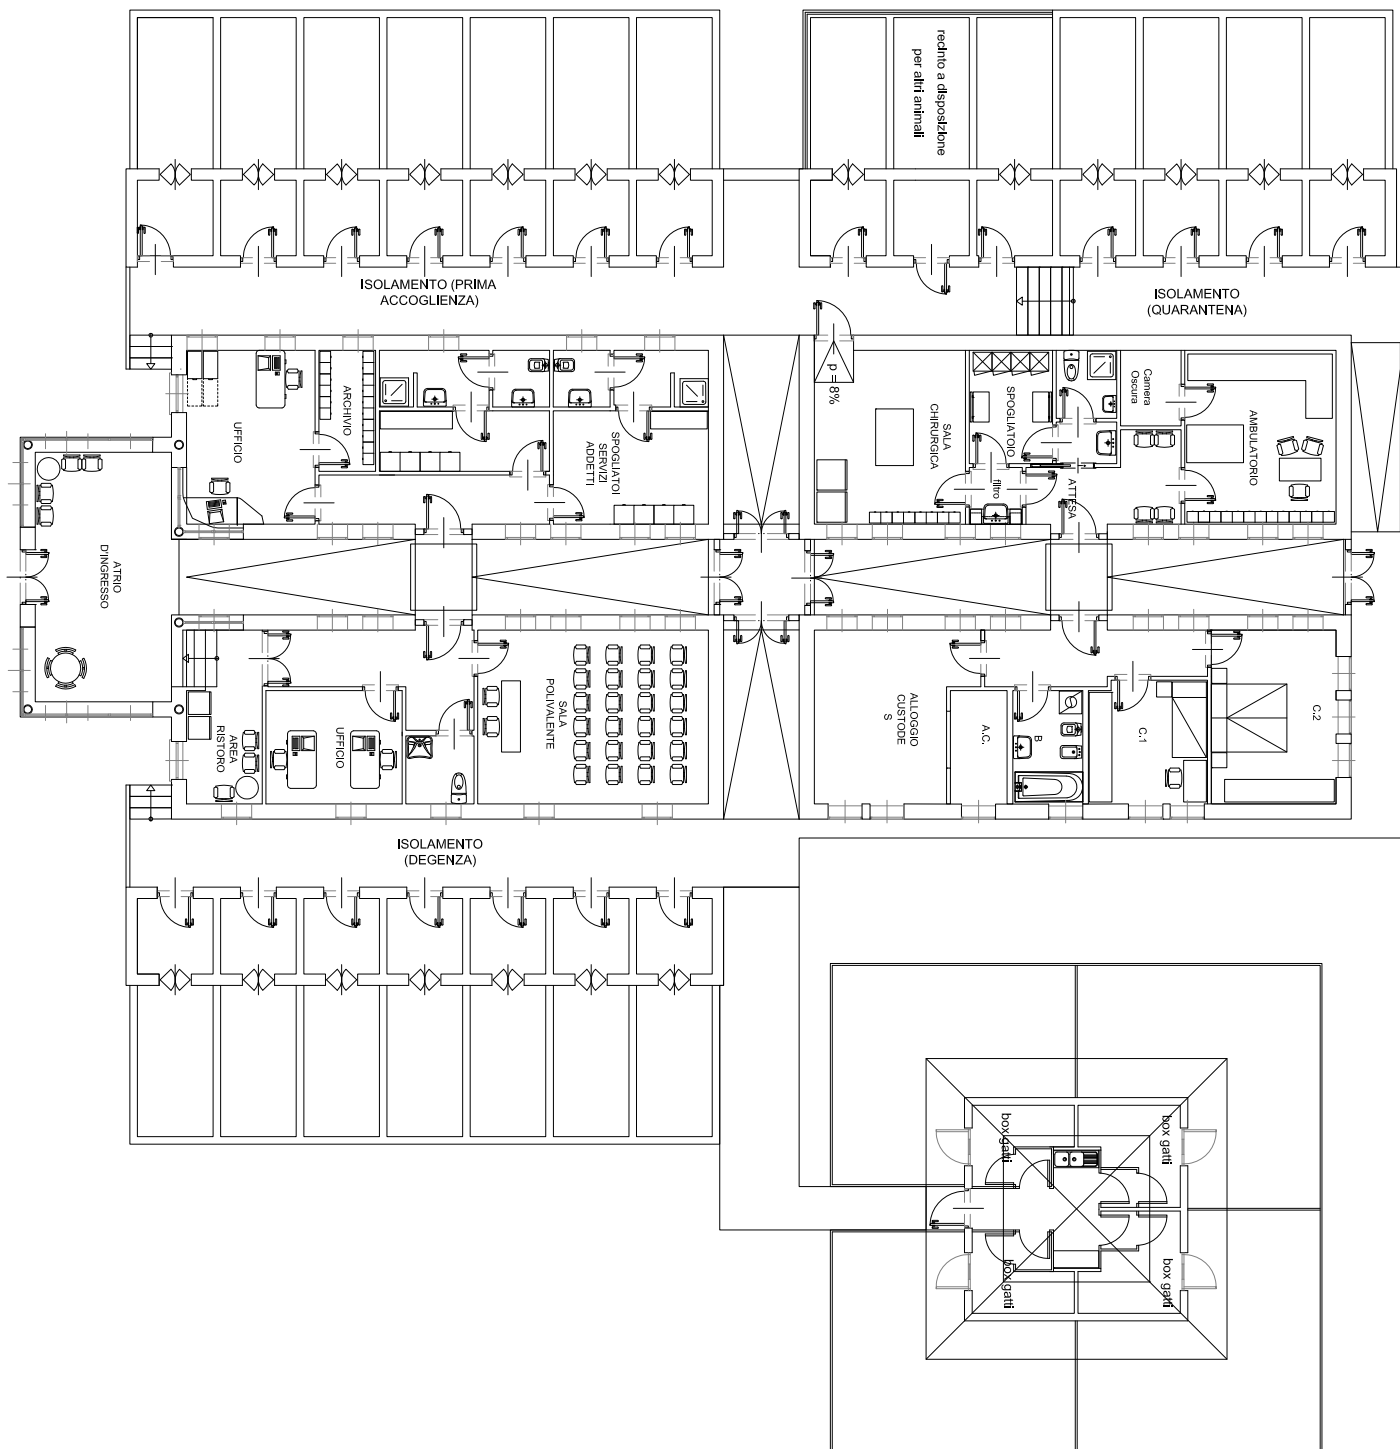 recinto a disposizione
per altri animali
ISOLAMENTO (PRIMA
ACCOGLIENZA)
ISOLAMENTO
(QUARANTENA)
p = 8%
UFFICIO
ARCHIVIO
SPOGLIATOI
SERVIZI
ADDETTI
SALA
CHIRURGICA
SPOGLIATOIO
filtro
ATTESA
Camera
Oscura
AMBULATORIO
ATRIO
D'INGRESSO
AREA
RISTORO
UFFICIO
SALA
POLIVALENTE
ALLOGGIO
CUSTODE
S
A.C.
B
C.1
C.2
ISOLAMENTO
(DEGENZA)
box gatti
box gatti
box gatti
box gatti